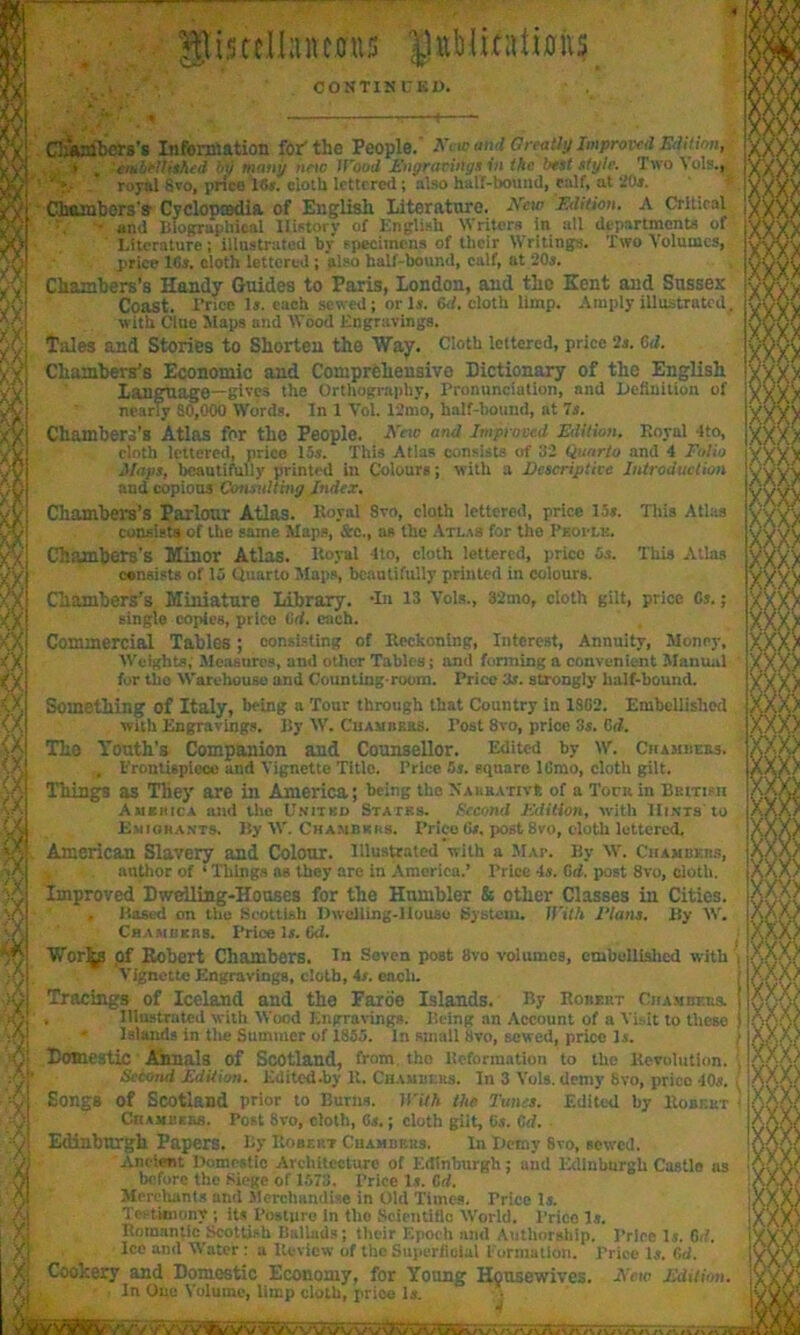 Miscellaneous Publications
CONTINUED.
Chambers's Information for the People. New and Greatly Improved Edition,
embellished by many new Wood Engravings in the best style. Two Vols.,
royal 8vo, price 16s. cloth lettered; also half-bound, calf, at 20s.
Chambers's Cyclopædia of English Literature. New Edition. A Critical
and Biographical History of English Writers in all departments of
Literature; illustrated by specimens of their Writings. Two Volumes,
price 16s. cloth lettered; also half-bound, calf, at 20s.
Chambers's Handy Guides to Paris, London, and the Kent and Sussex
Coast. Price 1s. each sewed; or 1s. 6d. cloth limp. Amply illustrated
with Clue Maps and Wood Engravings.
Tales and Stories to Shorten the Way. Cloth lettered, price 2s. 6d.
Chambers's Economic and Comprehensive Dictionary of the English
Language—gives the Orthography, Pronunciation, and Definition of
nearly 80,000 Words. In 1 Vol. 12mo, half-bound, at 7s.
Chambers's Atlas for the People. New and Improved Edition. Royal 4to,
cloth lettered, price 15s. This Atlas consists of 32 Quarto and 4 Folio
Maps, beautifully printed in Colours; with a Descriptive Introduction
and copious Consulting Index.
Chambers's Parlour Atlas. Royal 8vo, cloth lettered, price 15s. This Atlas
consists of the same Maps, &c., as the ATLAS for the PEOPLE.
Chambers's Minor Atlas. Royal 4to, cloth lettered, price 5s. This Atlas
consists of 15 Quarto Maps, beautifully printed in colours.
Chambers's Miniature Library. In 13 Vols., 32mo, cloth gilt, price 6s.;
single copies, price 6d. each.
Commercial Tables; consisting of Reckoning, Interest, Annuity, Money,
Weights, Measures, and other Tables; and forming a convenient Manual
for the Warehouse and Counting-room. Price 3s. strongly half-bound.
Something of Italy, being a Tour through that Country in 1862. Embellished
with Engravings. By W. CHAMBERS. Post 8vo, price 3s. 6d.
The Youth's Companion and Counsellor. Edited by W. CHAMBERS.
Frontispiece and Vignette Title. Price 5s. square 16mo, cloth gilt.
Things as They are in America; being the NARRATIVE of a TOUR in BRITISH
AMERICA and the UNITED STATES. Second Edition, with HINTS to
EMIGRANTS. By W. CHAMBERS. Price 6s. post 8vo, cloth lettered.
American Slavery and Colour. Illustrated with a MAP. By W. CHAMBERS,
author of 'Things as they are in America.' Price 4s. 6d. post 8vo, cloth.
Improved Dwelling-Houses for the Humbler & other Classes in Cities.
Based on the Scottish Dwelling-House System. With Plans. By W.
CHAMBERS. Price 1s. 6d.
Works of Robert Chambers. In Seven post 8vo volumes, embellished with
Vignette Engravings, cloth, 4s. each.
Tracings of Iceland and the Faröe Islands. By ROBERT CHAMBERS.
Illustrated with Wood Engravings. Being an Account of a Visit to these
Islands in the Summer of 1855. In small 8vo, sewed, price 1s.
Domestic Annals of Scotland, from the Reformation to the Revolution.
Second Edition. Edited by R. CHAMBERS. In 3 Vols. demy 8vo, price 40s.
Songs of Scotland prior to Burns. With the Tunes. Edited by ROBERT
CHAMBERS. Post 8vo, cloth, 6s.; cloth gilt, 6s. 6d.
Edinburgh Papers. By ROBERT CHAMBERS. In Demy 8vo, sewed.
Ancient Domestic Architecture of Edinburgh; and Edinburgh Castle as
before the Siege of 1573. Price 1s. 6d.
Merchants and Merchandise in Old Times. Price 1s.
Testimony; its Posture in the Scientific World. Price 1s.
Romantic Scottish Ballads; their Epoch and Authorship. Price 1s. 6d.
Ice and Water: a Review of the Superficial Formation. Price 1s. 6d.
Cookery and Domestic Economy, for Young Housewives. New Edition.
In One Volume, limp cloth, price 1s.